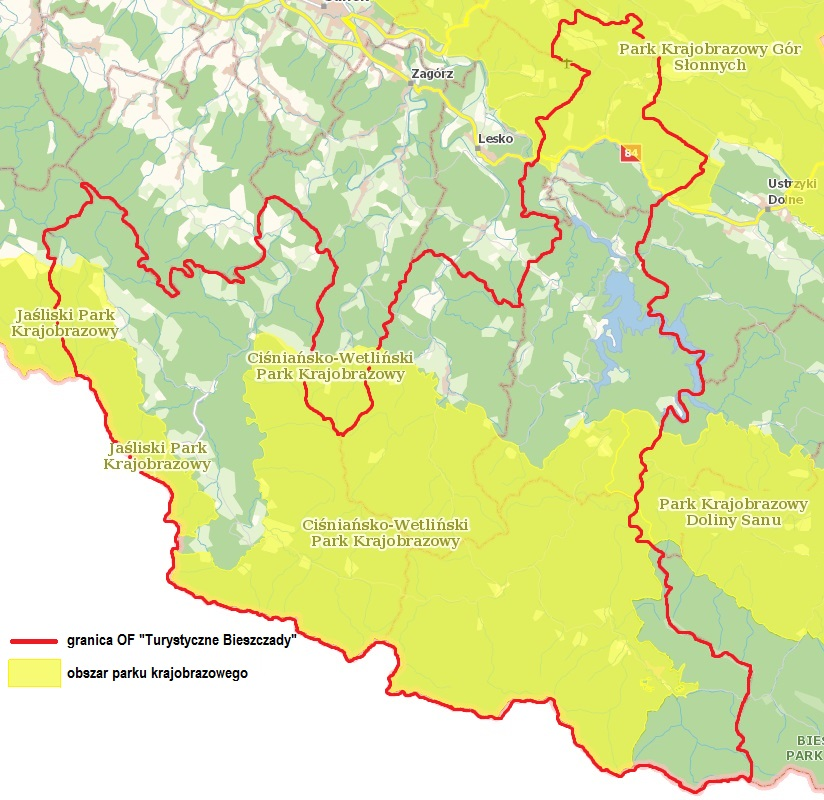 Zagórz
Park Krajobrazowy Gór
Słonnych
Lesko
84
Ustrzyki
Dolne
Jaśliski Park
Krajobrazowy
Ciśniańsko-Wetliński
Park Krajobrazowy
Jaśliski Park
Krajobrazowy
Park Krajobrazowy
Doliny Sanu
Ciśniańsko-Wetliński
Park Krajobrazowy
granica OF "Turystyczne Bieszczady"
obszar parku krajobrazowego
BIES
PARK